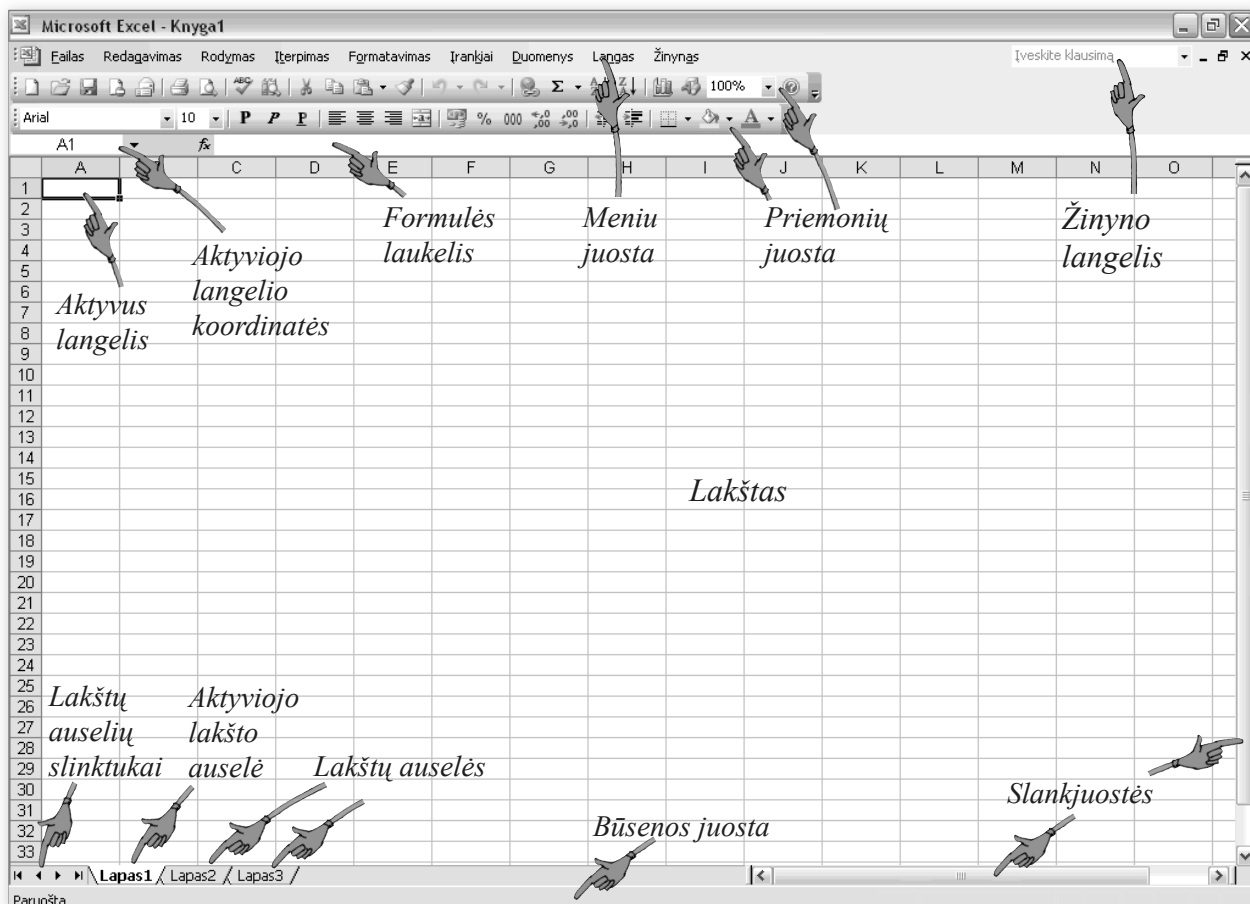 Microsoft Excel - Knyga1
Failas Redagavimas Rodymas Įterpimas Formatavimas Įrankiai Duomenys Langas Žinynas Įveskite klausimą
100%
Arial 10 P P P % 000
A1 fx
A C D E F G H I J K L M N O
1
2
3
4
5
6
7
8
9
10
11
12
13
14
15
16
17
18
19
20
21
22
23
24
25
26
27
28
29
30
31
32
33
Aktyvus
langelis
Aktyviojo
langelio
koordinatės
Formulės
laukelis
Meniu
juosta
Priemonių
juosta
Žinyno
langelis
Lakštas
Lakštų
auselių
slinktukai
Aktyviojo
lakšto
auselė
Lakštų auselės
Būsenos juosta
Slankjuostės
Lapas1 Lapas2 Lapas3
Paruošta